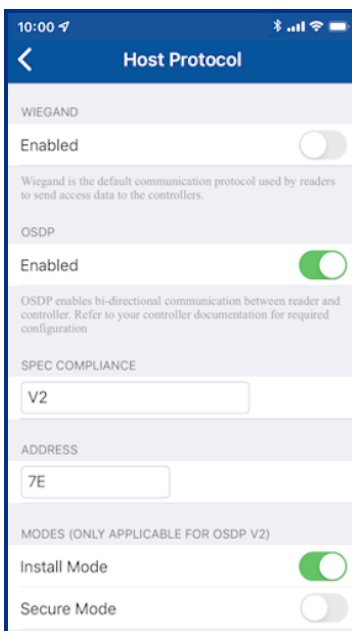 10:00
Host Protocol
WIEGAND
Enabled
Wiegand is the default communication protocol used by readers
to send access data to the controllers.
OSDP
Enabled
OSDP enables bi-directional communication between reader and
controller. Refer to your controller documentation for required
configuration
SPEC COMPLIANCE
V2
ADDRESS
7E
MODES (ONLY APPLICABLE FOR OSDP V2)
Install Mode
Secure Mode